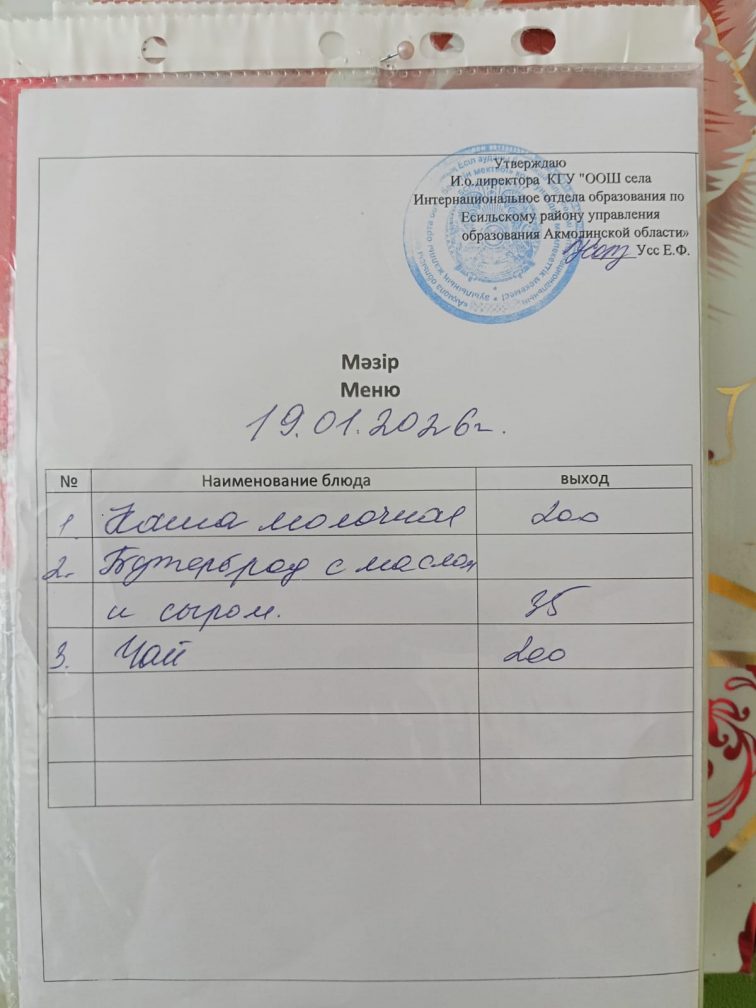 Утверждаю
И.о.директора КГУ "ООШ села
Интернациональное отдела образования по
Есильскому району управления
образования Акмолинской области»
Усс Е.Ф.
Мәзір
Меню
19.01.2026г.
№ Наименование блюда выход
1. Каша молочная 200
2. Бутерброд с маслом
и сыром. 35
3. Чай 200